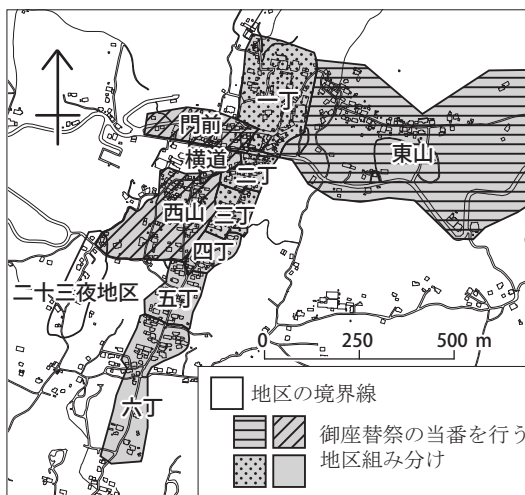 一丁
門前
横道
二丁
東山
西山
三丁
四丁
二十三夜地区
五丁
六丁
0 250 500 m
地区の境界線
御座替祭の当番を行う
地区組み分け